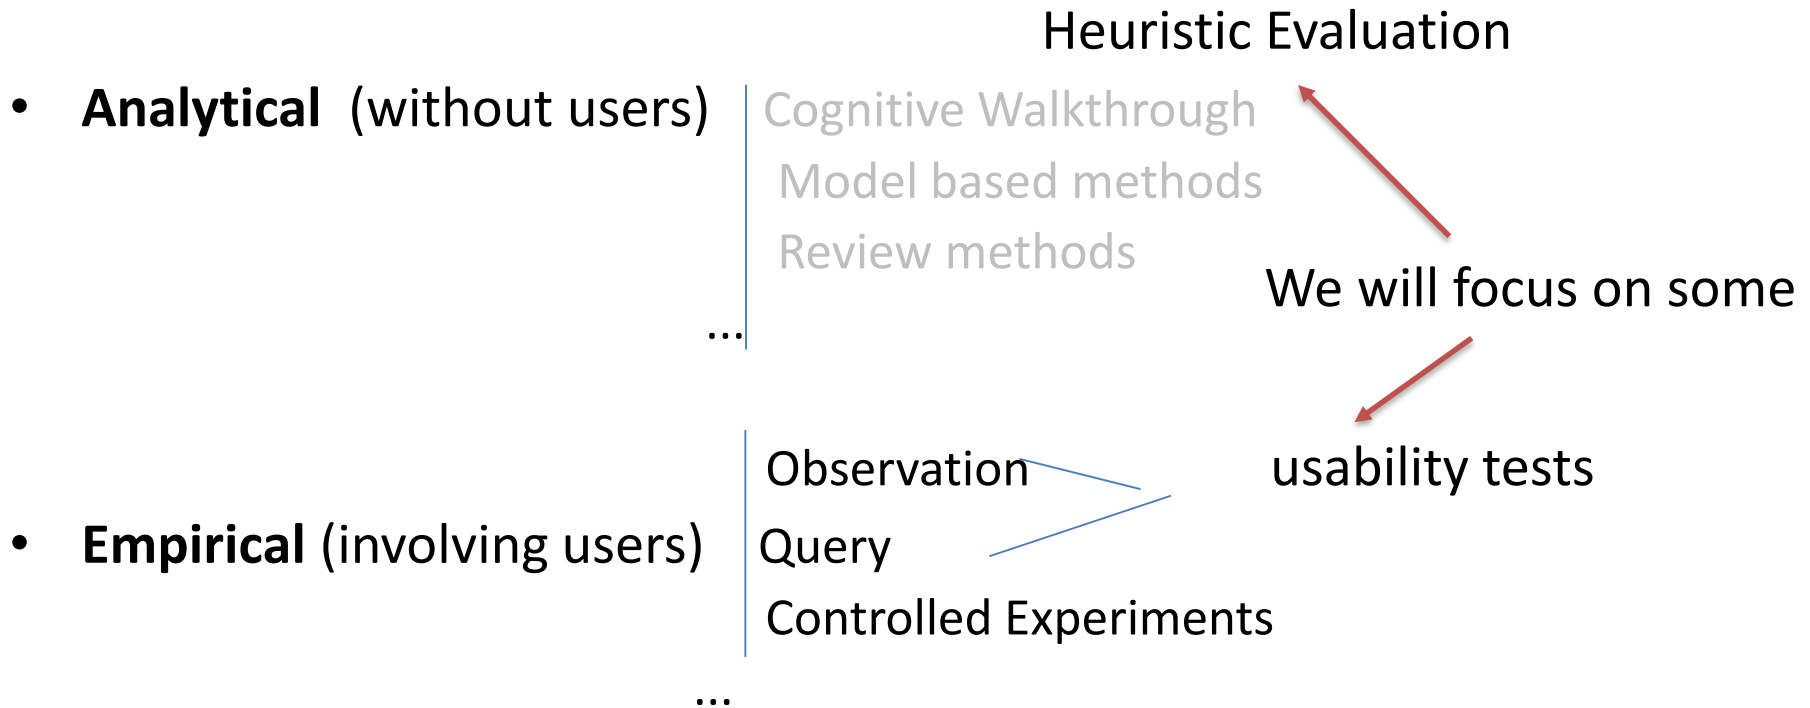 Heuristic Evaluation
• Analytical (without users)
Cognitive Walkthrough
Model based methods
Review methods
...
We will focus on some
usability tests
• Empirical (involving users)
Observation
Query
Controlled Experiments
...